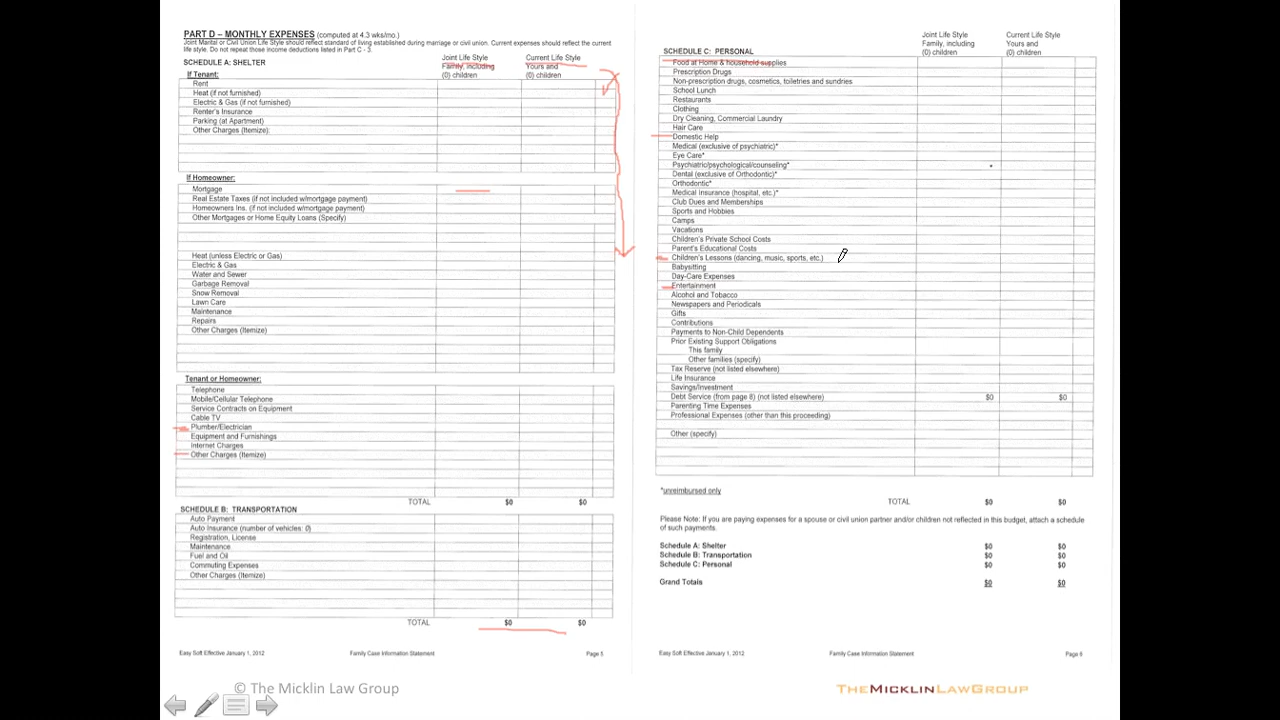 PART D – MONTHLY EXPENSES (computed at 4.3 wks/mo.)
Joint Marital or Civil Union Life Style should reflect standard of living established during marriage or civil union. Current expenses should reflect the current
life style. Do not repeat those income deductions listed in Part C - 3.
SCHEDULE A: SHELTER
Joint Life Style
Family, including
(0) children
Current Life Style
Yours and
(0) children
If Tenant:
Rent
Heat (if not furnished)
Electric & Gas (if not furnished)
Renter's Insurance
Parking (at Apartment)
Other Charges (Itemize):
If Homeowner:
Mortgage
Real Estate Taxes (if not included w/mortgage payment)
Homeowners Ins. (if not included w/mortgage payment)
Other Mortgages or Home Equity Loans (Specify)
Heat (unless Electric or Gas)
Electric & Gas
Water and Sewer
Garbage Removal
Snow Removal
Lawn Care
Maintenance
Repairs
Other Charges (Itemize)
Tenant or Homeowner:
Telephone
Mobile/Cellular Telephone
Service Contracts on Equipment
Cable TV
Plumber/Electrician
Equipment and Furnishings
Internet Charges
Other Charges (Itemize)
TOTAL $0 $0
SCHEDULE B: TRANSPORTATION
Auto Payment
Auto Insurance (number of vehicles: 0)
Registration, License
Maintenance
Fuel and Oil
Commuting Expenses
Other Charges (Itemize)
TOTAL $0 $0
Easy Soft Effective January 1, 2012 Family Case Information Statement Page 5
SCHEDULE C: PERSONAL
Joint Life Style
Family, including
(0) children
Current Life Style
Yours and
(0) children
Food at Home & household supplies
Prescription Drugs
Non-prescription drugs, cosmetics, toiletries and sundries
School Lunch
Restaurants
Clothing
Dry Cleaning, Commercial Laundry
Hair Care
Domestic Help
Medical (exclusive of psychiatric)*
Eye Care*
Psychiatric/psychological/counseling*
Dental (exclusive of Orthodontic)*
Orthodontic*
Medical Insurance (hospital, etc.)*
Club Dues and Memberships
Sports and Hobbies
Camps
Vacations
Children's Private School Costs
Parent's Educational Costs
Children's Lessons (dancing, music, sports, etc.)
Babysitting
Day-Care Expenses
Entertainment
Alcohol and Tobacco
Newspapers and Periodicals
Gifts
Contributions
Payments to Non-Child Dependents
Prior Existing Support Obligations
This family
Other families (specify)
Tax Reserve (not listed elsewhere)
Life Insurance
Savings/Investment
Debt Service (from page 8) (not listed elsewhere) $0 $0
Parenting Time Expenses
Professional Expenses (other than this proceeding)
Other (specify)
*unreimbursed only
TOTAL $0 $0
Please Note: If you are paying expenses for a spouse or civil union partner and/or children not reflected in this budget, attach a schedule
of such payments.
Schedule A: Shelter $0 $0
Schedule B: Transportation $0 $0
Schedule C: Personal $0 $0
Grand Totals $0 $0
Easy Soft Effective January 1, 2012 Family Case Information Statement Page 6
© The Micklin Law Group
THEMICKLINLAWGROUP